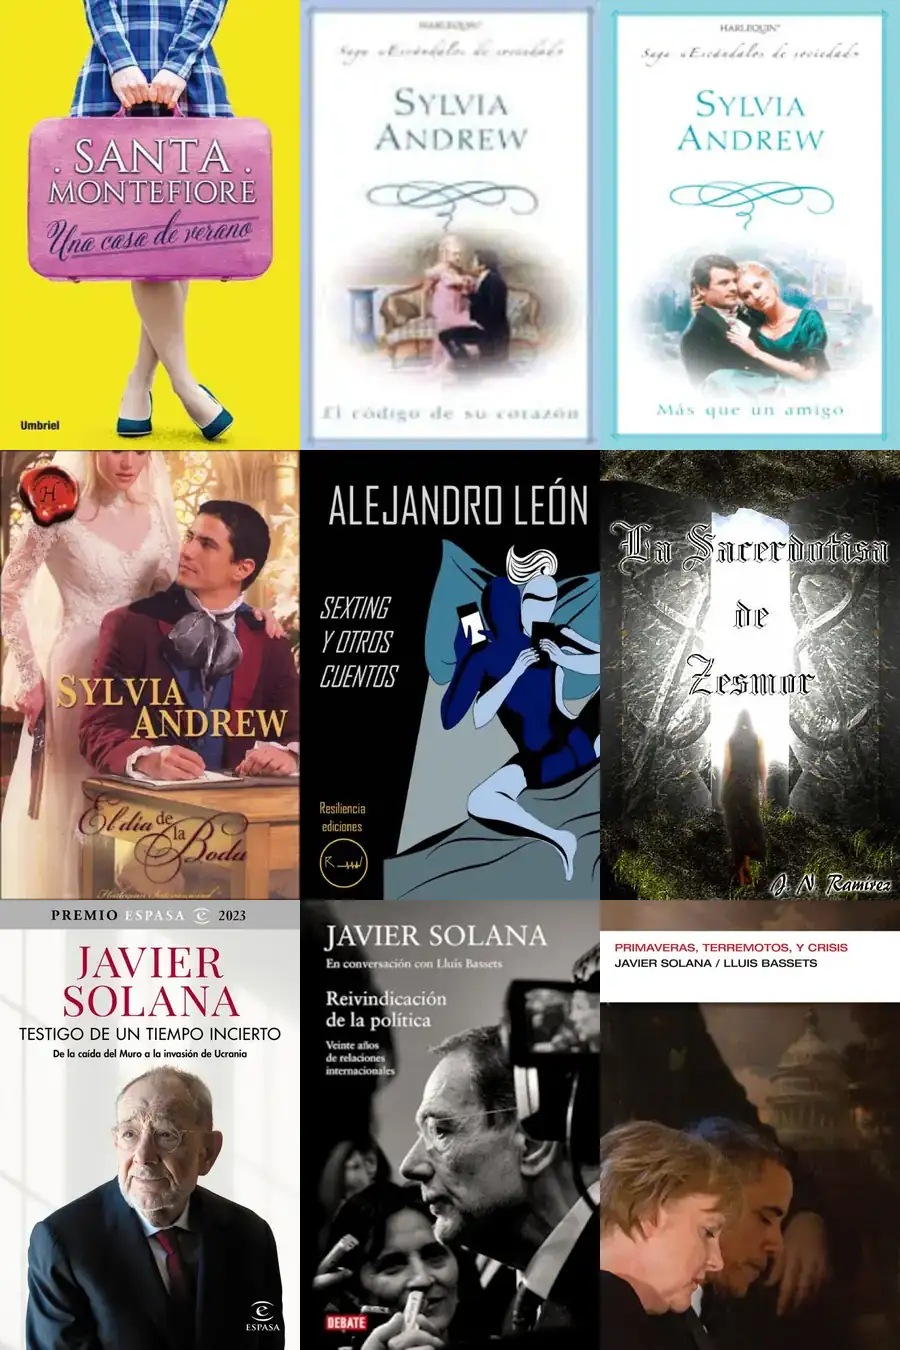 . SANTA .
MONTEFIORE
Una casa de verano
Umbriel
HARLEQUIN™
Saga «Escándalos de sociedad»
SYLVIA
ANDREW
El código de su corazón
HARLEQUIN™
Saga «Escándalos de sociedad»
SYLVIA
ANDREW
Más que un amigo
H
SYLVIA
ANDREW
El día de
la
Boda
Harlequin Internacional
ALEJANDRO LEÓN
SEXTING
Y OTROS
CUENTOS
Resiliencia
ediciones
La Sacerdotisa
de
Zesmor
J. N. Ramírez
PREMIO ESPASA 2023
JAVIER
SOLANA
TESTIGO DE UN TIEMPO INCIERTO
De la caída del Muro a la invasión de Ucrania
ESPASA
JAVIER SOLANA
En conversación con Lluís Bassets
Reivindicación
de la política
Veinte años
de relaciones
internacionales
DEBATE
PRIMAVERAS, TERREMOTOS, Y CRISIS
JAVIER SOLANA / LLUIS BASSETS